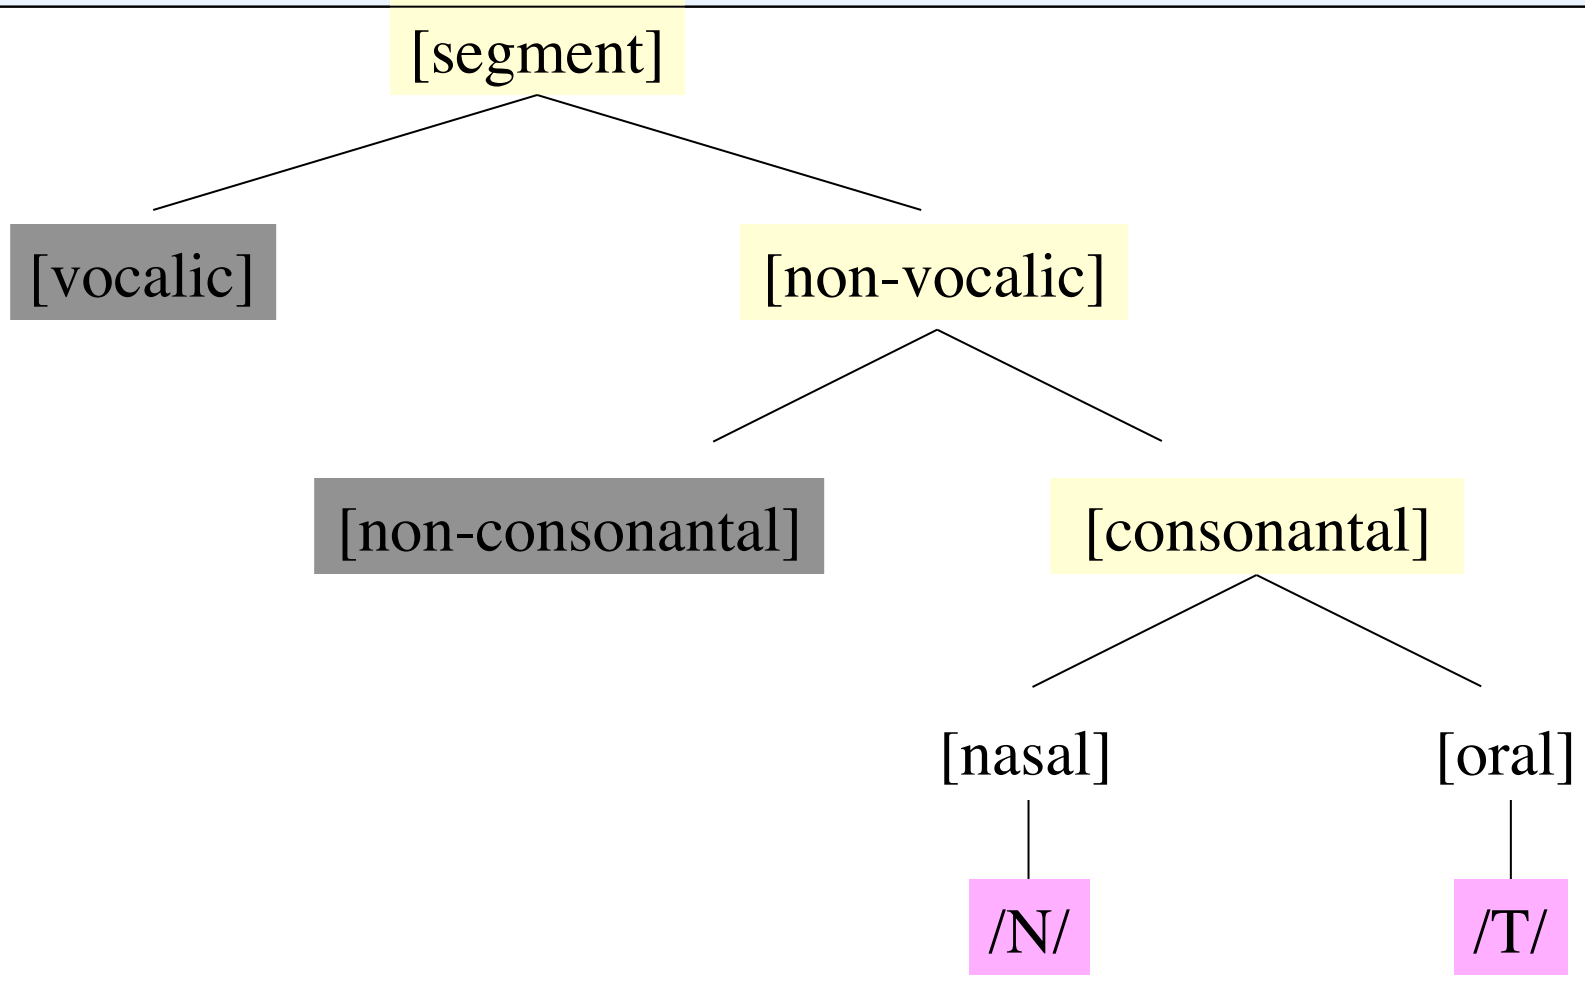 [segment]
[vocalic] [non-vocalic]
[non-consonantal] [consonantal]
[nasal] [oral]
/N/ /T/